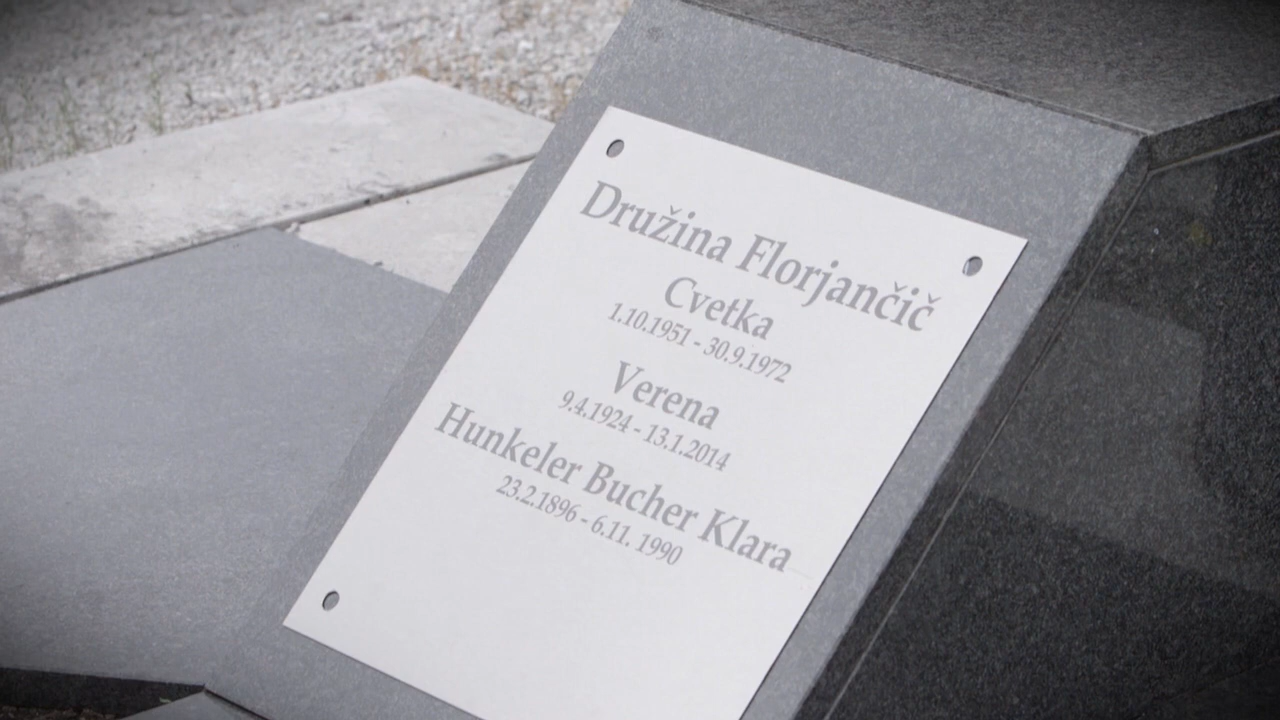 Družina Florjančič
Cvetka
1.10.1951 - 30.9.1972
Verena
9.4.1924 - 13.1.2014
Hunkeler Bucher Klara
23.2.1896 - 6.11. 1990